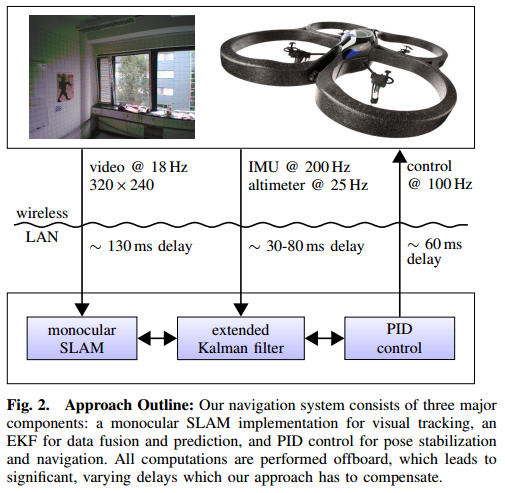 video @ 18 Hz
320 × 240
IMU @ 200 Hz
altimeter @ 25 Hz
control
@ 100 Hz
wireless
LAN
∼ 130 ms delay
∼ 30-80 ms delay
∼ 60 ms
delay
monocular
SLAM
extended
Kalman filter
PID
control
Fig. 2. Approach Outline: Our navigation system consists of three major
components: a monocular SLAM implementation for visual tracking, an
EKF for data fusion and prediction, and PID control for pose stabilization
and navigation. All computations are performed offboard, which leads to
significant, varying delays which our approach has to compensate.